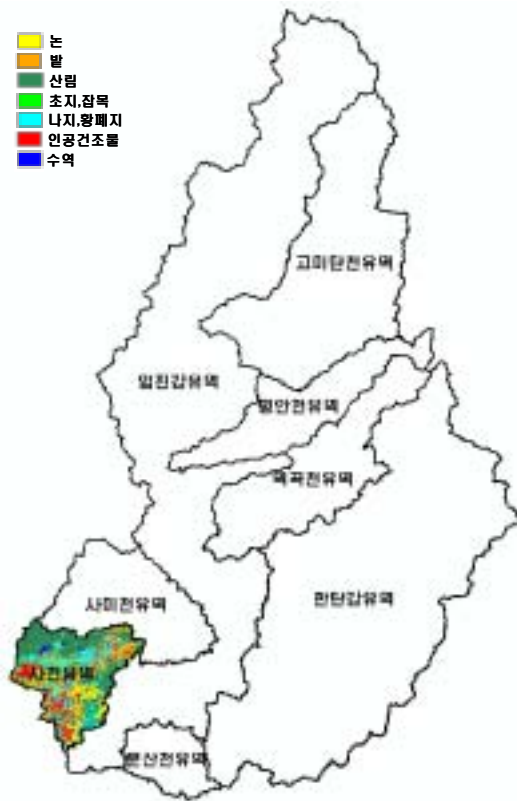 논
밭
산림
초지.잡목
나지.황폐지
인공건조물
수역
고미탄천유역
임진강유역
평안천유역
역곡천유역
사미천유역
한탄강유역
사천유역
문산천유역